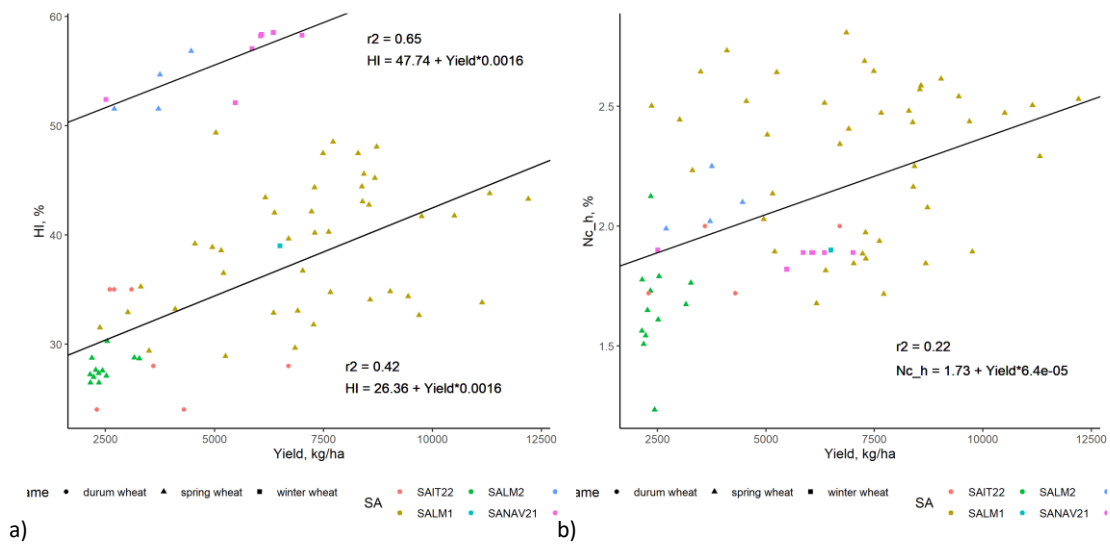 60
50
40
30
HI, %
r2 = 0.65
HI = 47.74 + Yield*0.0016
r2 = 0.42
HI = 26.36 + Yield*0.0016
2500 5000 7500 10000 12500
Yield, kg/ha
ame durum wheat spring wheat winter wheat
SA
SAIT22 SALM2
SALM1 SANAV21
a)
2.5
2.0
1.5
Nc_h, %
r2 = 0.22
Nc_h = 1.73 + Yield*6.4e-05
2500 5000 7500 10000 12500
Yield, kg/ha
ame durum wheat spring wheat winter wheat
SA
SAIT22 SALM2
SALM1 SANAV21
b)